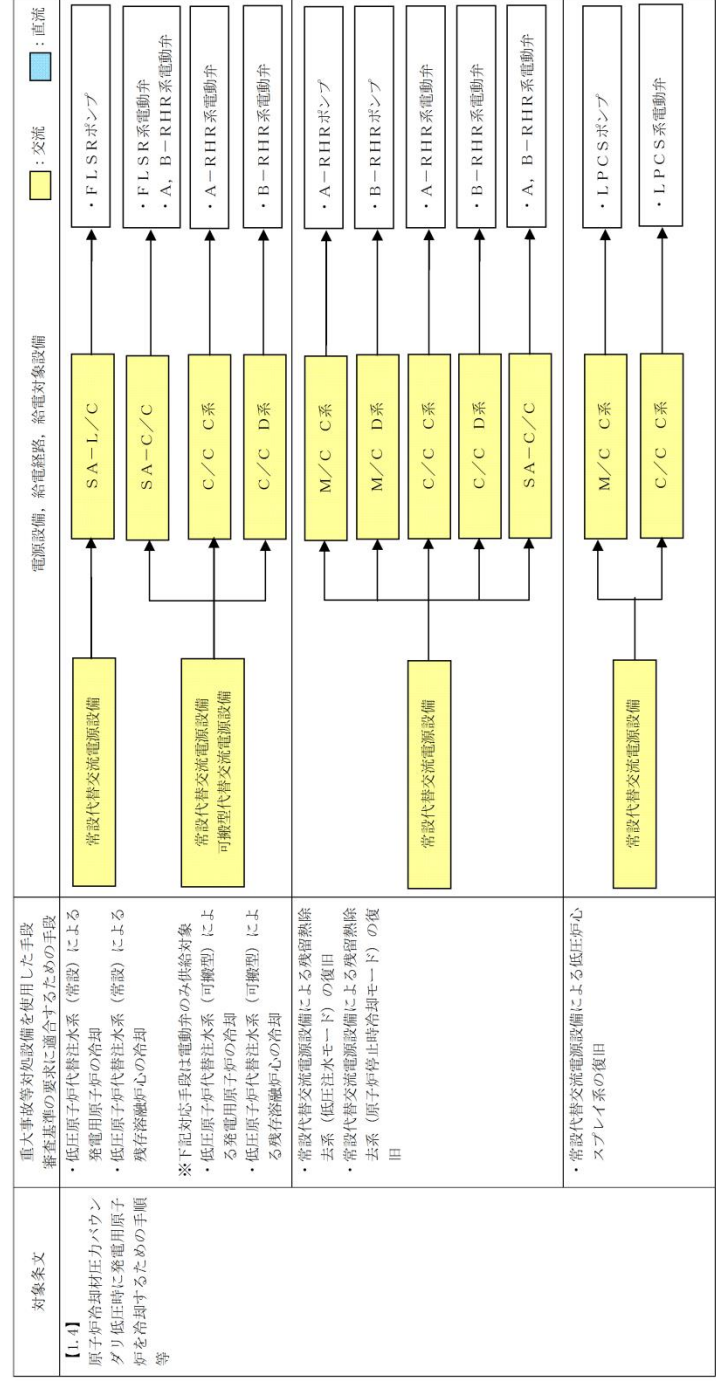 対象条文
重大事故等対処設備を使用した手段
審査基準の要求に適合するための手段
電源設備，給電経路，給電対象設備
：交流
：直流
【1.4】
原子炉冷却材圧力バウン
ダリ低圧時に発電用原子
炉を冷却するための手順
等
・低圧原子炉代替注水系（常設）による
発電用原子炉の冷却
・低圧原子炉代替注水系（常設）による
残存溶融炉心の冷却
※下記対応手段は電動弁のみ供給対象
・低圧原子炉代替注水系（可搬型）によ
る発電用原子炉の冷却
・低圧原子炉代替注水系（可搬型）によ
る残存溶融炉心の冷却
常設代替交流電源設備
ＳＡ－Ｌ／Ｃ
・ＦＬＳＲポンプ
常設代替交流電源設備
可搬型代替交流電源設備
ＳＡ－Ｃ／Ｃ
・ＦＬＳＲ系電動弁
・Ａ，Ｂ－ＲＨＲ系電動弁
Ｃ／Ｃ　Ｃ系
・Ａ－ＲＨＲ系電動弁
Ｃ／Ｃ　Ｄ系
・Ｂ－ＲＨＲ系電動弁
・常設代替交流電源設備による残留熱除
去系（低圧注水モード）の復旧
・常設代替交流電源設備による残留熱除
去系（原子炉停止時冷却モード）の復
旧
常設代替交流電源設備
Ｍ／Ｃ　Ｃ系
・Ａ－ＲＨＲポンプ
Ｍ／Ｃ　Ｄ系
・Ｂ－ＲＨＲポンプ
Ｃ／Ｃ　Ｃ系
・Ａ－ＲＨＲ系電動弁
Ｃ／Ｃ　Ｄ系
・Ｂ－ＲＨＲ系電動弁
ＳＡ－Ｃ／Ｃ
・Ａ，Ｂ－ＲＨＲ系電動弁
・常設代替交流電源設備による低圧炉心
スプレイ系の復旧
常設代替交流電源設備
Ｍ／Ｃ　Ｃ系
・ＬＰＣＳポンプ
Ｃ／Ｃ　Ｃ系
・ＬＰＣＳ系電動弁